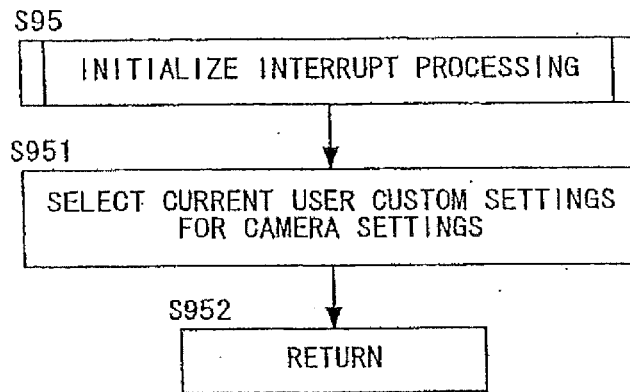 S95
INITIALIZE INTERRUPT PROCESSING
S951
SELECT CURRENT USER CUSTOM SETTINGS
FOR CAMERA SETTINGS
S952
RETURN